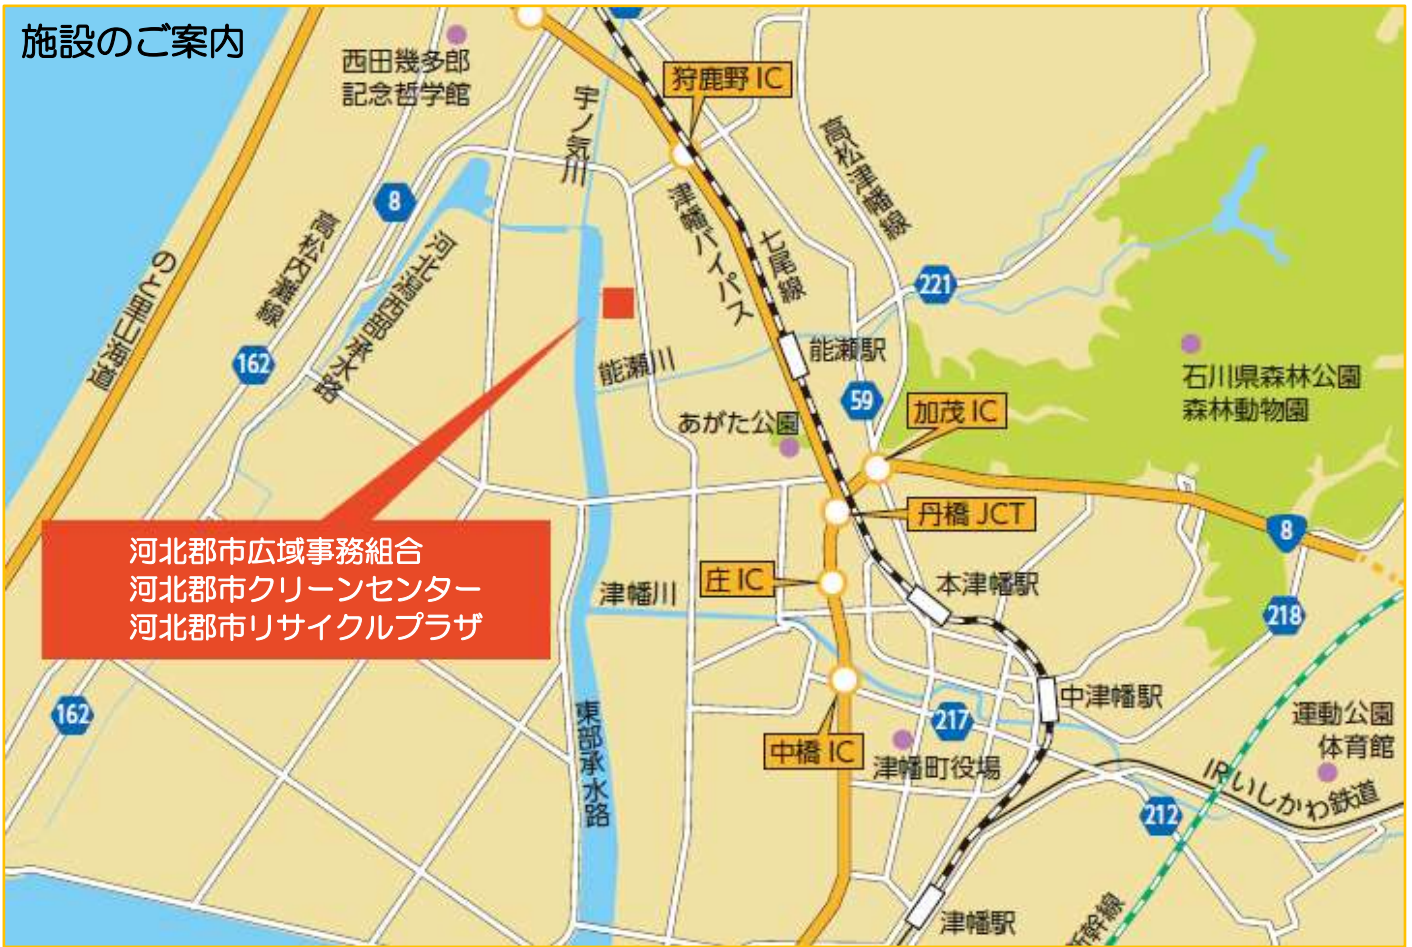 施設のご案内
西田幾多郎
記念哲学館
宇ノ気川
狩鹿野 IC
高松津幡線
8
高松内灘線
河北潟西部承水路
津幡バイパス
七尾線
のと里山海道
221
162
能瀬川
能瀬駅
石川県森林公園
森林動物園
59
加茂 IC
あがた公園
丹橋 JCT
8
河北郡市広域事務組合
河北郡市クリーンセンター
河北郡市リサイクルプラザ
庄 IC
津幡川
本津幡駅
218
162
東部承水路
中津幡駅
217
運動公園
体育館
中橋 IC
津幡町役場
IRいしかわ鉄道
212
津幡駅
新幹線